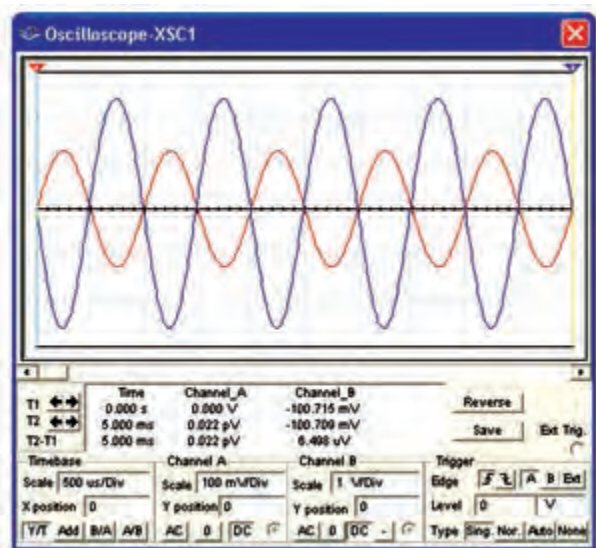 Oscilloscope-XSC1
Time Channel_A Channel_B
T1 0.000 s 0.000 V -100.715 mV
T2 5.000 ms 0.022 pV -100.709 mV
T2-T1 5.000 ms 0.022 pV 6.498 uV
Reverse
Save Ext Trig.
Timebase Channel A Channel B Trigger
Scale 500 us/Div Scale 100 mV/Div Scale 1 V/Div Edge A B Ext
X position 0 Y position 0 Y position 0 Level 0 V
Y/T Add B/A A/B AC 0 DC AC 0 DC - Type Sing. Nor. Auto None